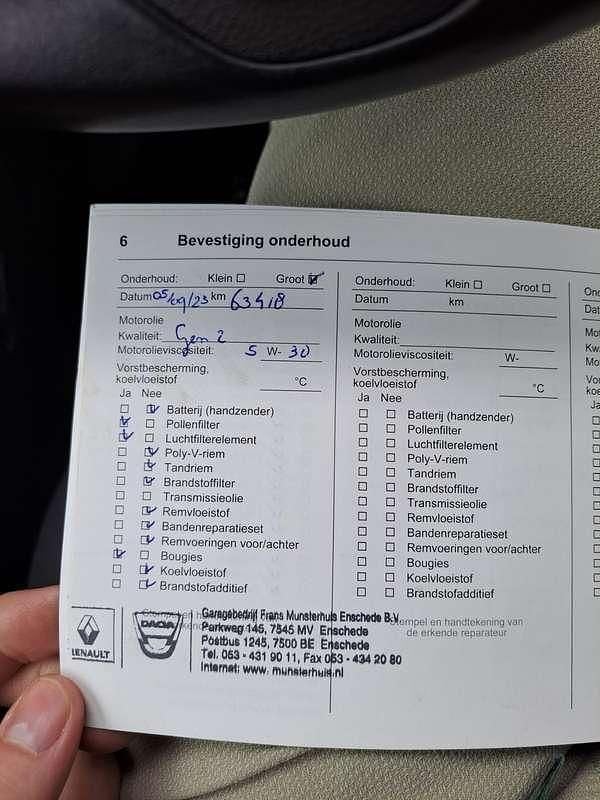 6 Bevestiging onderhoud
Onderhoud: Klein ☐ Groot ☑
Datum 05/09/23 km 63418
Motorolie
Kwaliteit: Gen 2
Motorolieviscositeit: 5 W- 30
Vorstbescherming,
koelvloeistof °C
Ja Nee
☐ ☑ Batterij (handzender)
☑ ☐ Pollenfilter
☑ ☐ Luchtfilterelement
☐ ☑ Poly-V-riem
☐ ☑ Tandriem
☐ ☑ Brandstoffilter
☐ ☐ Transmissieolie
☐ ☑ Remvloeistof
☐ ☑ Bandenreparatieset
☐ ☑ Remvoeringen voor/achter
☑ ☐ Bougies
☐ ☑ Koelvloeistof
☐ ☑ Brandstofadditief
RENAULT
DACIA
Garagebedrijf Frans Munsterhuis Enschede B.V.
Parkweg 145, 7545 MV Enschede
Postbus 1245, 7500 BE Enschede
Tel. 053 - 431 90 11, Fax 053 - 434 20 80
Internet: www. munsterhuis.nl
Onderhoud: Klein ☐ Groot ☐
Datum km
Motorolie
Kwaliteit:
Motorolieviscositeit: W-
Vorstbescherming,
koelvloeistof °C
Ja Nee
☐ ☐ Batterij (handzender)
☐ ☐ Pollenfilter
☐ ☐ Luchtfilterelement
☐ ☐ Poly-V-riem
☐ ☐ Tandriem
☐ ☐ Brandstoffilter
☐ ☐ Transmissieolie
☐ ☐ Remvloeistof
☐ ☐ Bandenreparatieset
☐ ☐ Remvoeringen voor/achter
☐ ☐ Bougies
☐ ☐ Koelvloeistof
☐ ☐ Brandstofadditief
Stempel en handtekening van
de erkende reparateur